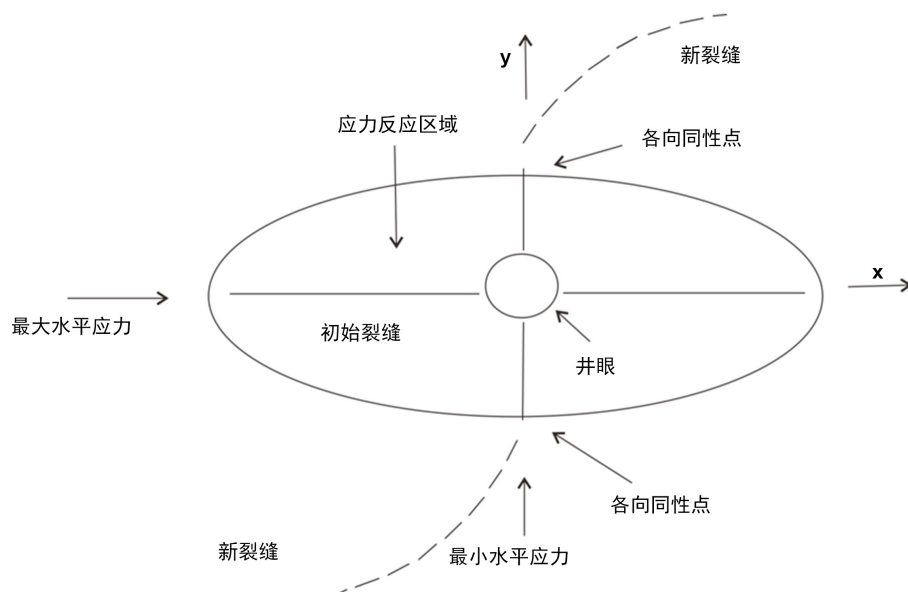 新裂缝
y
应力反应区域
各向同性点
x
最大水平应力
初始裂缝
井眼
各向同性点
新裂缝
最小水平应力